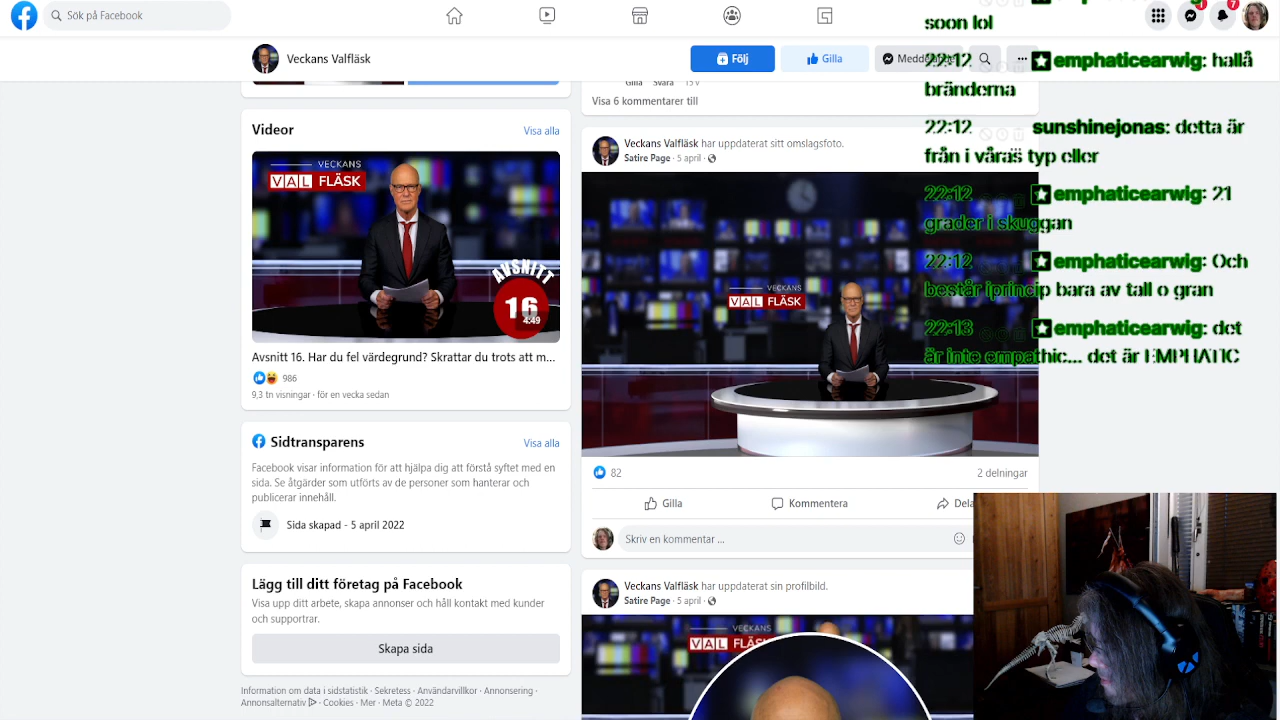 Sök på Facebook
Veckans Valfläsk
Följ
Gilla
Gilla Svara 15 v
Visa 6 kommentarer till
Videor
Visa alla
VECKANS
VAL FLÄSK
AVSNITT
16
4:49
Avsnitt 16. Har du fel värdegrund? Skrattar du trots att m...
986
9,3 tn visningar · för en vecka sedan
Sidtransparens
Visa alla
Facebook visar information för att hjälpa dig att förstå syftet med en
sida. Se åtgärder som utförts av de personer som hanterar och
publicerar innehåll.
Sida skapad - 5 april 2022
Lägg till ditt företag på Facebook
Visa upp ditt arbete, skapa annonser och håll kontakt med kunder
och supportrar.
Skapa sida
Information om data i sidstatistik · Sekretess · Användarvillkor · Annonsering ·
Annonsalternativ · Cookies · Mer · Meta © 2022
Veckans Valfläsk har uppdaterat sitt omslagsfoto.
Satire Page · 5 april ·
VECKANS
VAL FLÄSK
82
2 delningar
Gilla
Kommentera
Dela
Skriv en kommentar ...
Veckans Valfläsk har uppdaterat sin profilbild.
Satire Page · 5 april ·
VECKANS
1
7
soon lol
22:12 emphaticearwig: hallå
bränderna
22:12 sunshinejonas: detta är
från i våras typ eller
22:12 emphaticearwig: 21
grader i skuggan
22:12 emphaticearwig: Och
består iprincip bara av tall o gran
22:13 emphaticearwig: det
är inte empathic... det är EMPHATIC